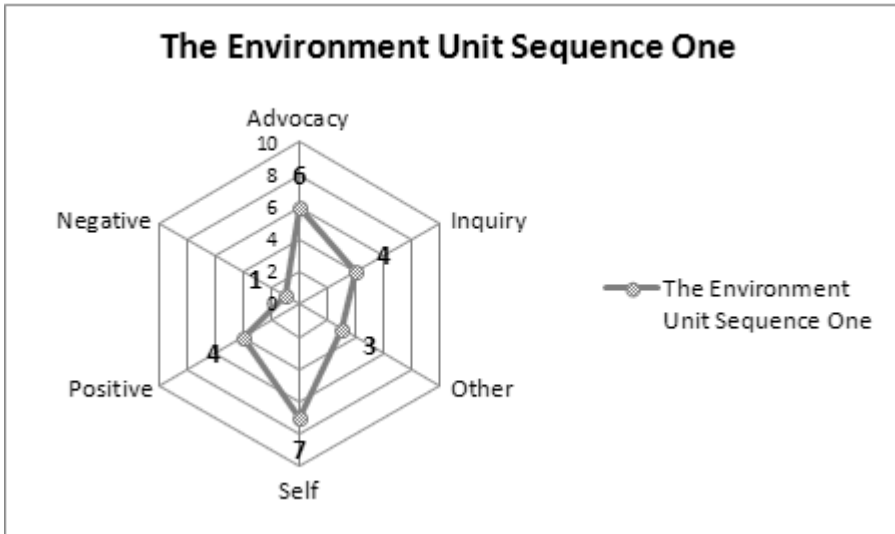 The Environment Unit Sequence One
Advocacy
10
8
6
6
4
2
0
Negative
Inquiry
1
4
The Environment
Unit Sequence One
4
3
Positive
Other
7
Self